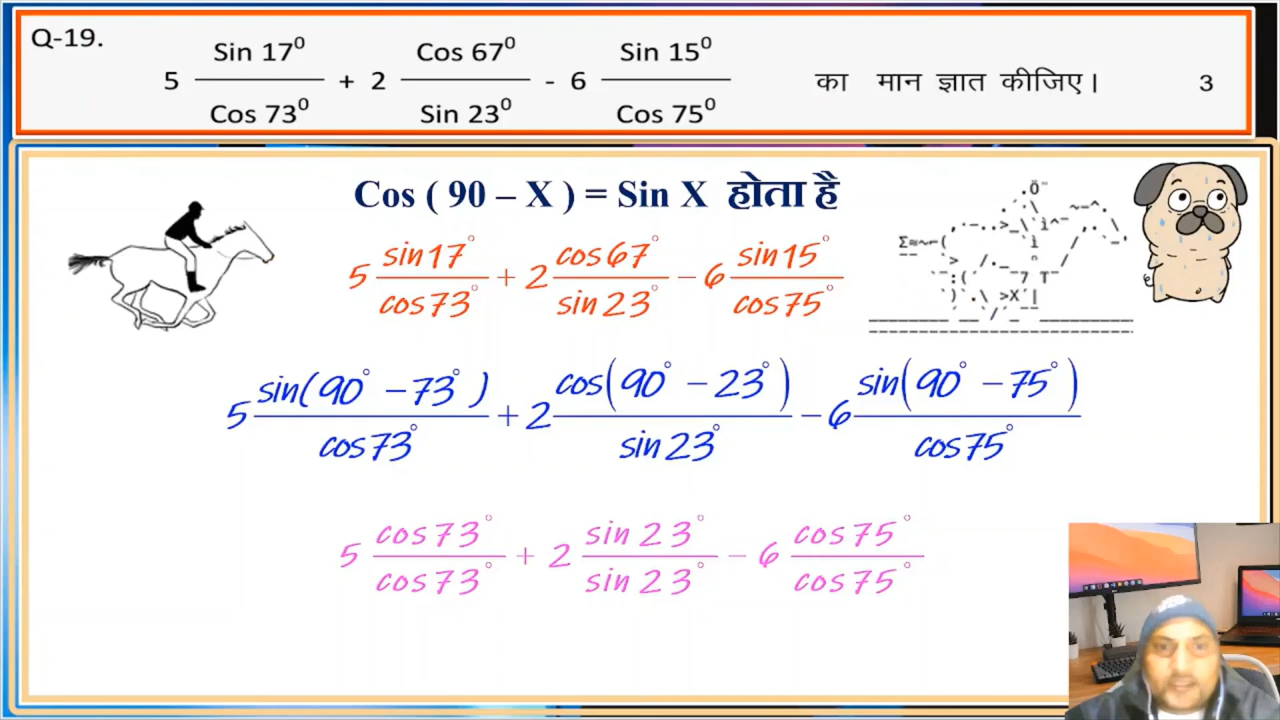 Q-19. 5 Sin 17⁰ / Cos 73⁰ + 2 Cos 67⁰ / Sin 23⁰ - 6 Sin 15⁰ / Cos 75⁰ का मान ज्ञात कीजिए। 3
Cos ( 90 – X ) = Sin X होता है
5 sin17° / cos73° + 2 cos67° / sin23° − 6 sin15° / cos75°
5 sin(90° − 73°) / cos73° + 2 cos(90° − 23°) / sin23° − 6 sin(90° − 75°) / cos75°
5 cos73° / cos73° + 2 sin23° / sin23° − 6 cos75° / cos75°